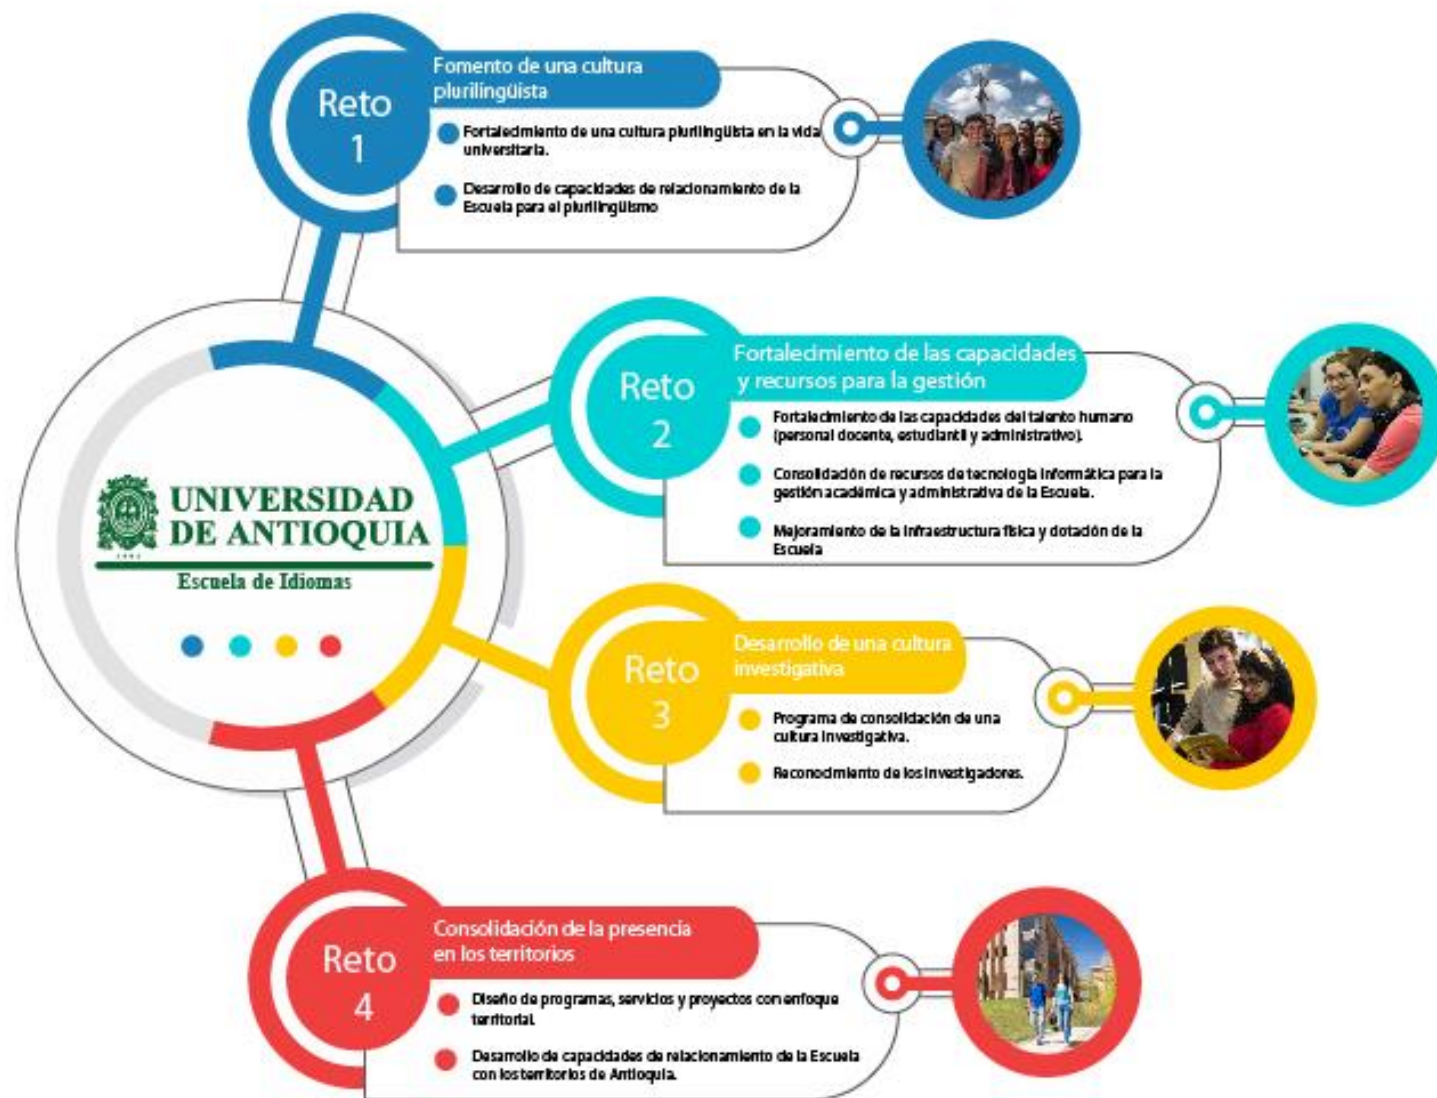 Reto
1
Fomento de una cultura
plurilingüista
Fortalecimiento de una cultura plurilingüista en la vida
universitaria.
Desarrollo de capacidades de relacionamiento de la
Escuela para el plurilingüismo
Reto
2
Fortalecimiento de las capacidades
y recursos para la gestión
Fortalecimiento de las capacidades del talento humano
(personal docente, estudiantil y administrativo).
Consolidación de recursos de tecnología informática para la
gestión académica y administrativa de la Escuela.
Mejoramiento de la infraestructura física y dotación de la
Escuela
UNIVERSIDAD
DE ANTIOQUIA
1803
Escuela de Idiomas
Reto
3
Desarrollo de una cultura
investigativa
Programa de consolidación de una
cultura investigativa.
Reconocimiento de los investigadores.
Reto
4
Consolidación de la presencia
en los territorios
Diseño de programas, servicios y proyectos con enfoque
territorial.
Desarrollo de capacidades de relacionamiento de la Escuela
con los territorios de Antioquia.